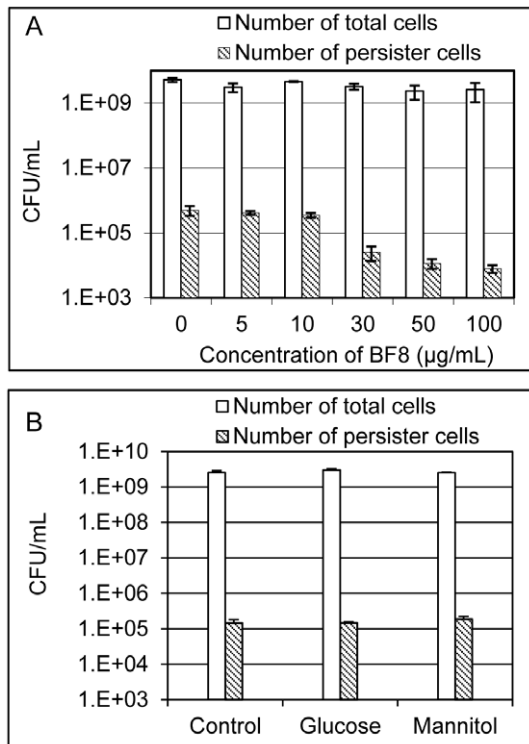 A
Number of total cells
Number of persister cells
1.E+09
1.E+07
1.E+05
1.E+03
CFU/mL
0 5 10 30 50 100
Concentration of BF8 (µg/mL)
B
Number of total cells
Number of persister cells
1.E+10
1.E+09
1.E+08
1.E+07
1.E+06
1.E+05
1.E+04
1.E+03
CFU/mL
Control Glucose Mannitol